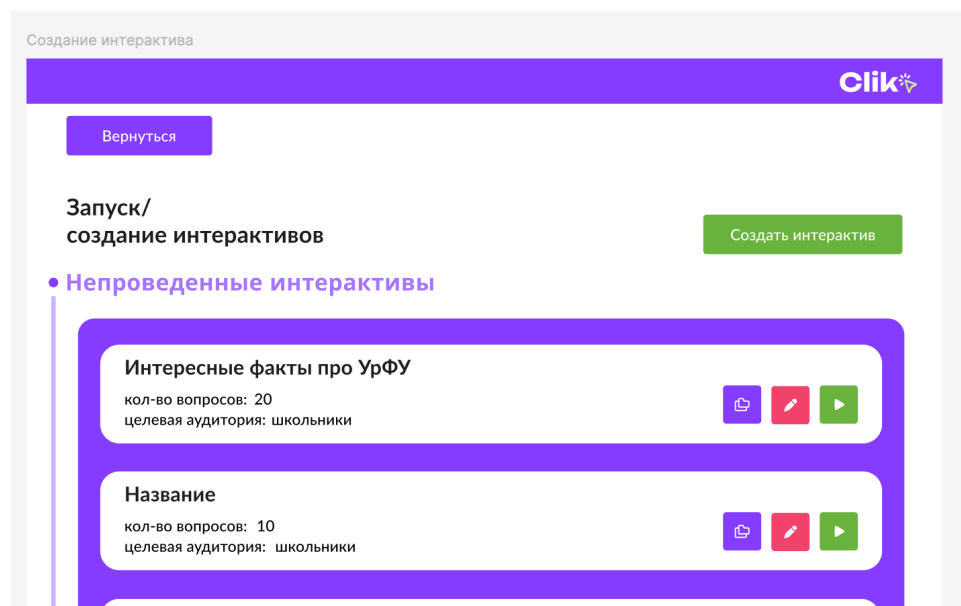 Создание интерактива
Clik
Вернуться
Запуск/
создание интерактивов
Создать интерактив
Непроведенные интерактивы
Интересные факты про УрФУ
кол-во вопросов: 20
целевая аудитория: школьники
Название
кол-во вопросов: 10
целевая аудитория: школьники